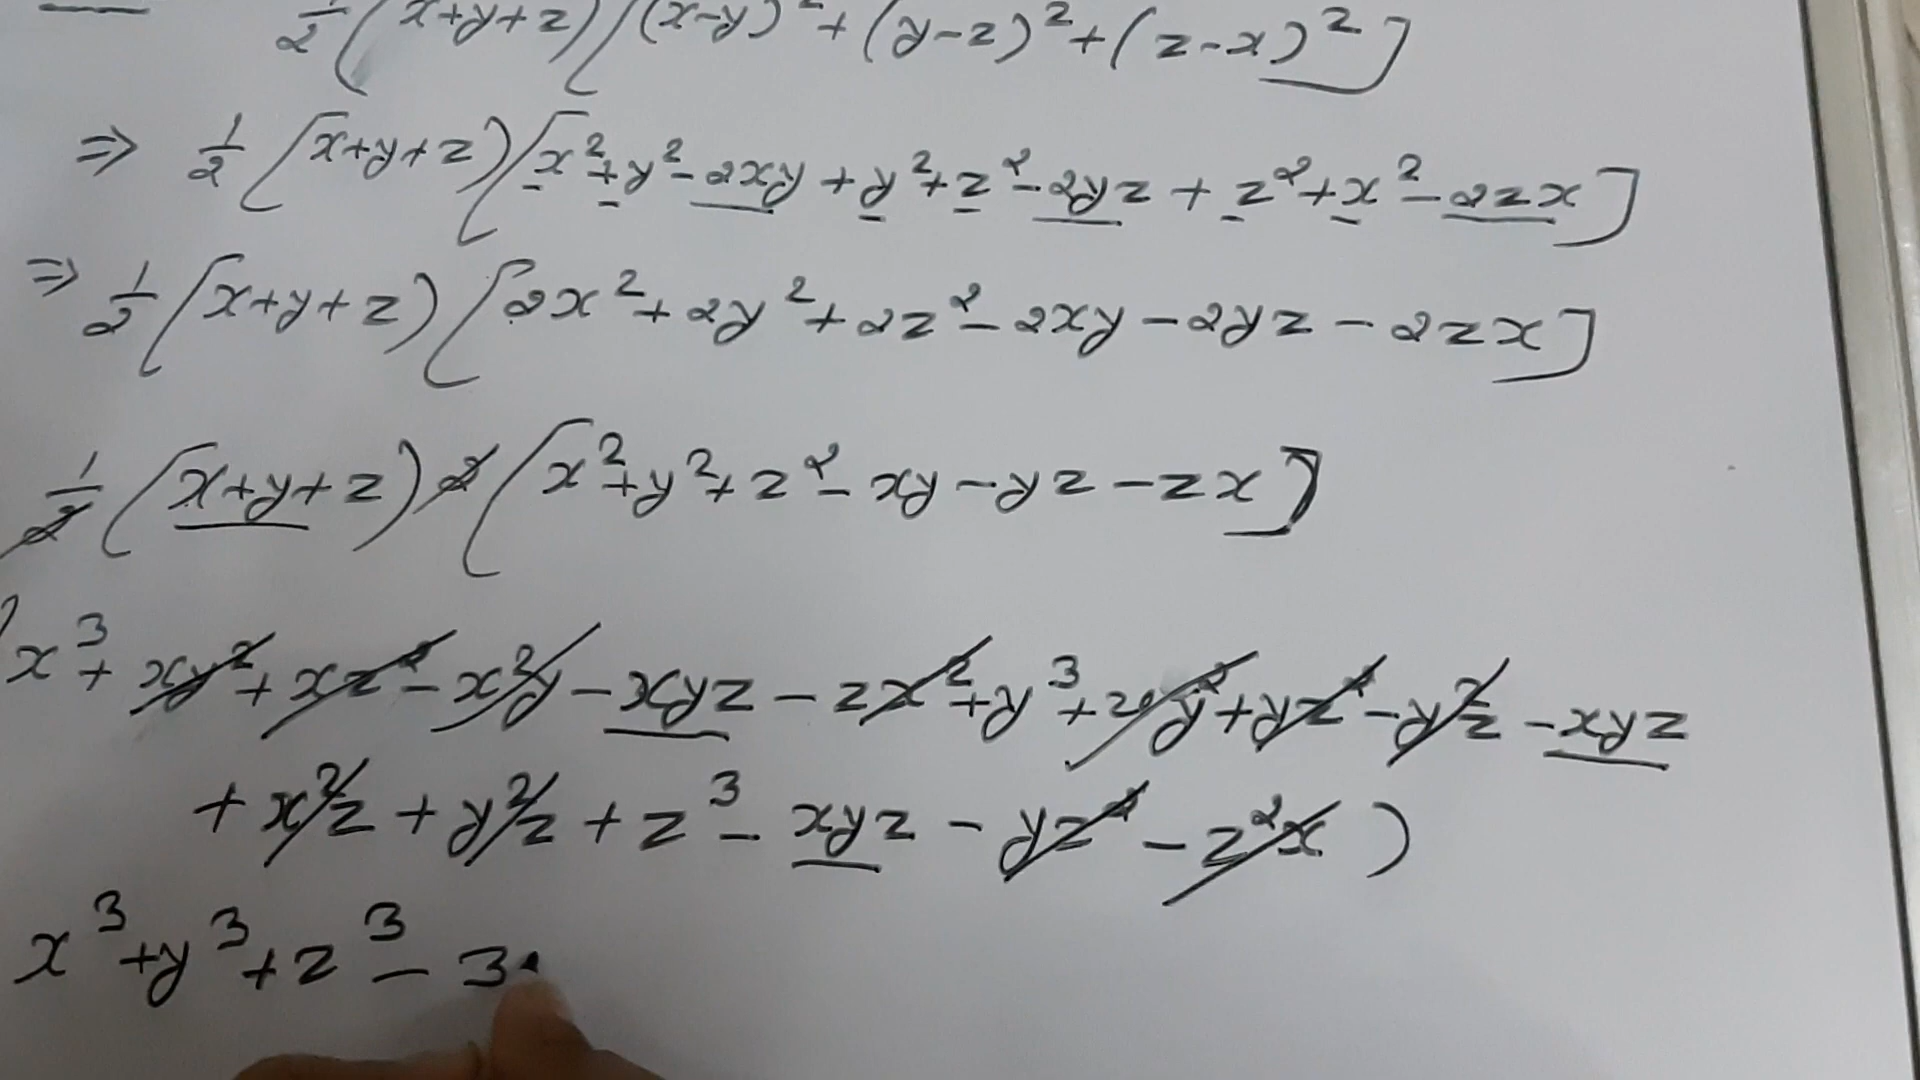 1/2 (x+y+z) [(x-y)²+(y-z)²+(z-x)²]
⇒ 1/2 (x+y+z) [x²+y²-2xy+y²+z²-2yz+z²+x²-2zx]
⇒ 1/2 (x+y+z) [2x²+2y²+2z²-2xy-2yz-2zx]
1/2 (x+y+z) 2 [x²+y²+z²-xy-yz-zx]
x³+xy²+xz²-x²y-xyz-zx²+y³+x²y+yz²-xy²-y²z-xyz
+x²z+y²z+z³-xyz-yz²-z²x)
x³+y³+z³-3